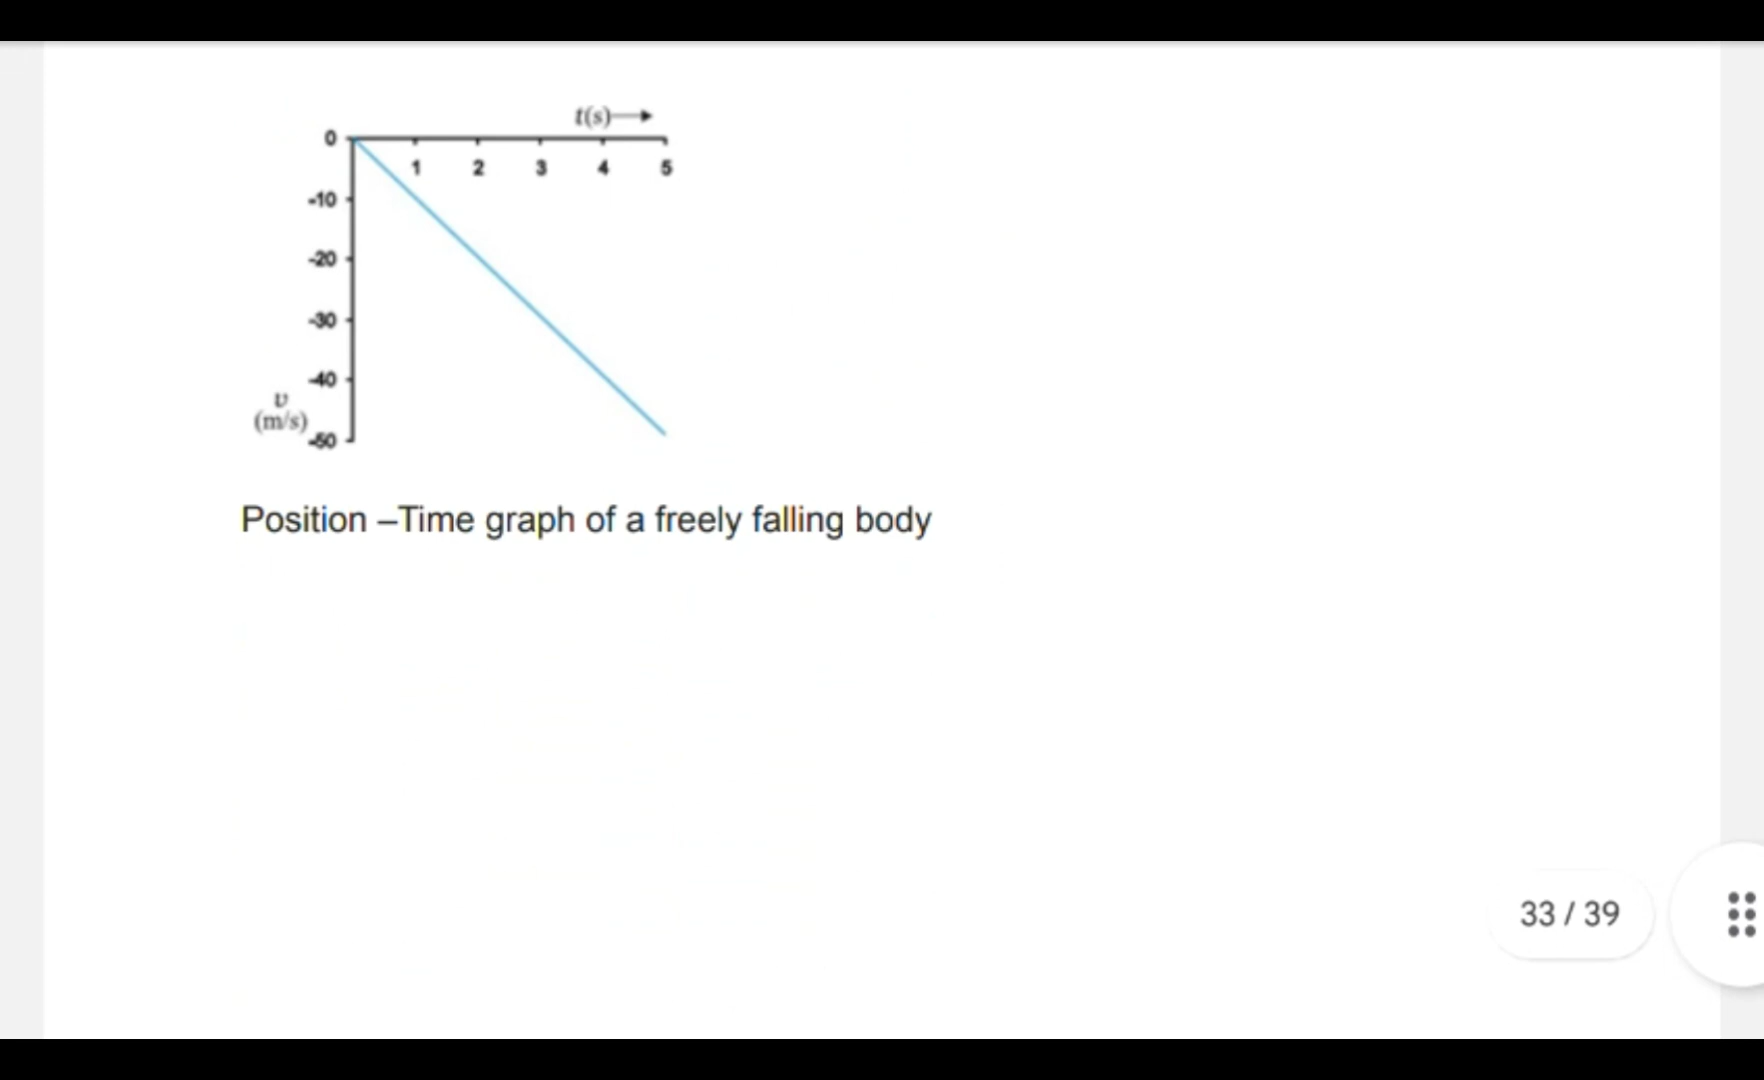 t(s)
0
1 2 3 4 5
-10
-20
-30
-40
υ
(m/s)
-50
Position –Time graph of a freely falling body
33 / 39